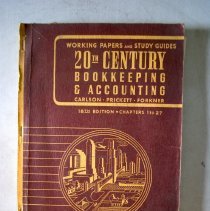 WORKING PAPERS AND STUDY GUIDES
20TH CENTURY
BOOKKEEPING
& ACCOUNTING
CARLSON • PRICKETT • FORKNER
18TH EDITION • CHAPTERS 1 TO 27